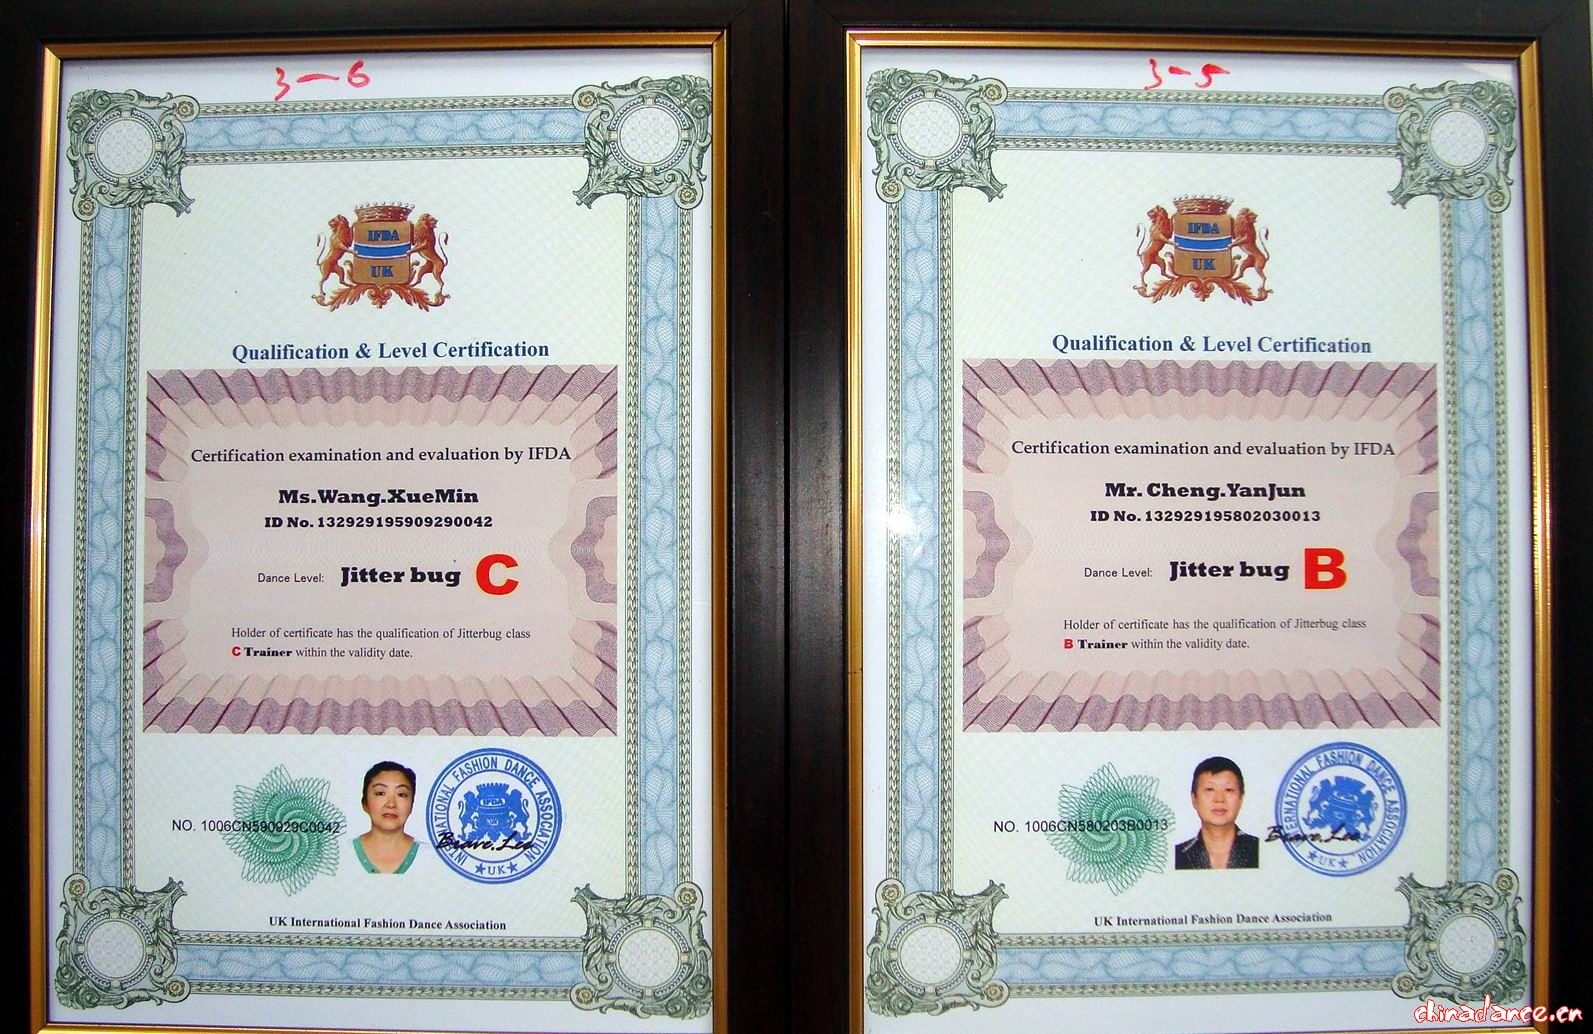 3-6
IFDA
UK
Qualification & Level Certification
Certification examination and evaluation by IFDA
Ms.Wang.XueMin
ID No. 132929195909290042
Dance Level: Jitter bug C
Holder of certificate has the qualification of Jitterbug class
C Trainer within the validity date.
NO. 1006CN590929C0042
INTERNATIONAL FASHION DANCE ASSOCIATION
IFDA
★UK★
Brave.Lee
UK International Fashion Dance Association
3-5
IFDA
UK
Qualification & Level Certification
Certification examination and evaluation by IFDA
Mr. Cheng.YanJun
ID No. 132929195802030013
Dance Level: Jitter bug B
Holder of certificate has the qualification of Jitterbug class
B Trainer within the validity date.
NO. 1006CN580203B0013
INTERNATIONAL FASHION DANCE ASSOCIATION
★UK★
Brave.Lee
UK International Fashion Dance Association
chinadance.cn